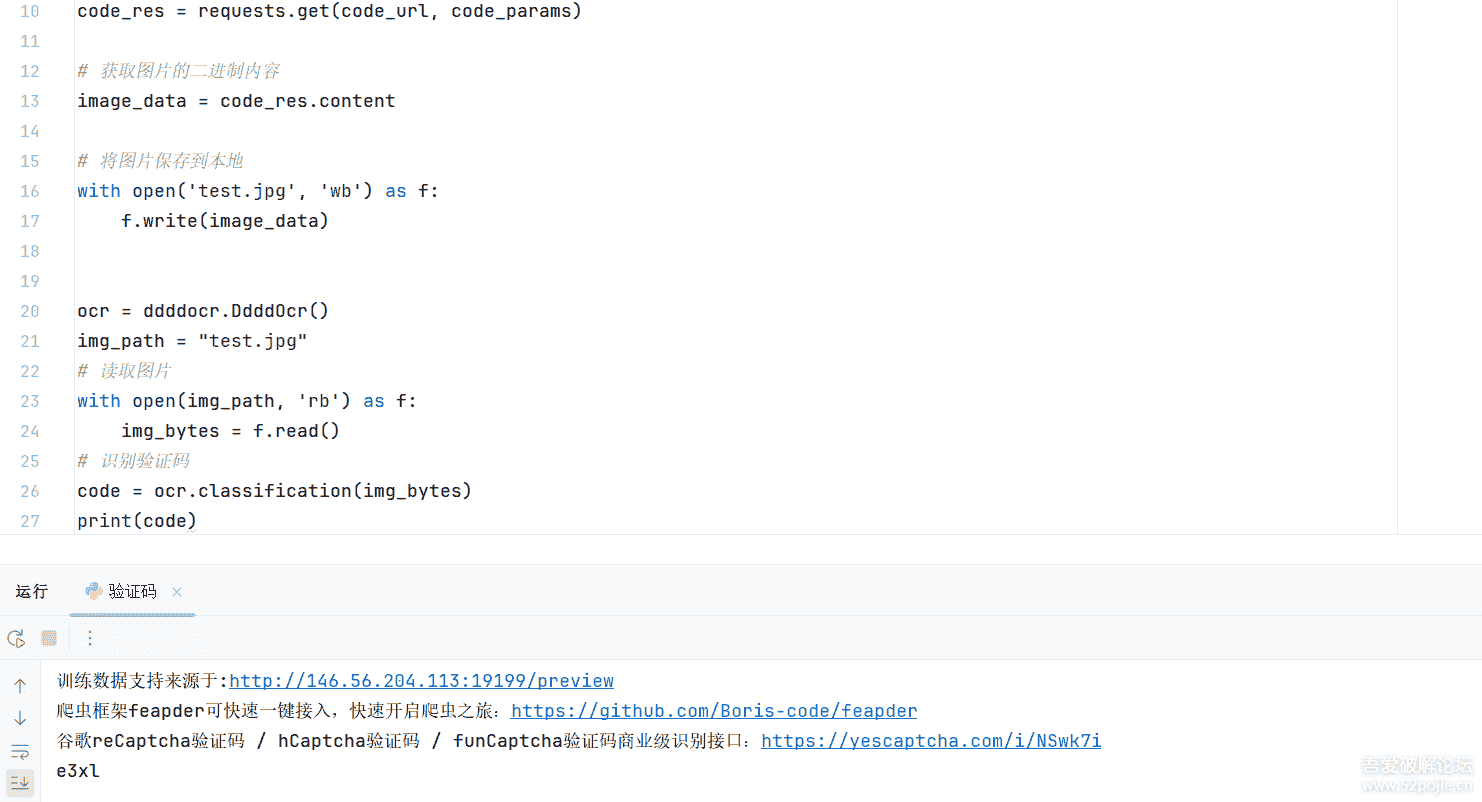 10 code_res = requests.get(code_url, code_params)
11
12 # 获取图片的二进制内容
13 image_data = code_res.content
14
15 # 将图片保存到本地
16 with open('test.jpg', 'wb') as f:
17     f.write(image_data)
18
19
20 ocr = ddddocr.DdddOcr()
21 img_path = "test.jpg"
22 # 读取图片
23 with open(img_path, 'rb') as f:
24     img_bytes = f.read()
25 # 识别验证码
26 code = ocr.classification(img_bytes)
27 print(code)
运行 验证码 ×
训练数据支持来源于:http://146.56.204.113:19199/preview
爬虫框架feapder可快速一键接入，快速开启爬虫之旅：https://github.com/Boris-code/feapder
谷歌reCaptcha验证码 / hCaptcha验证码 / funCaptcha验证码商业级识别接口：https://yescaptcha.com/i/NSwk7i
e3xl
吾爱破解论坛
www.52pojie.cn